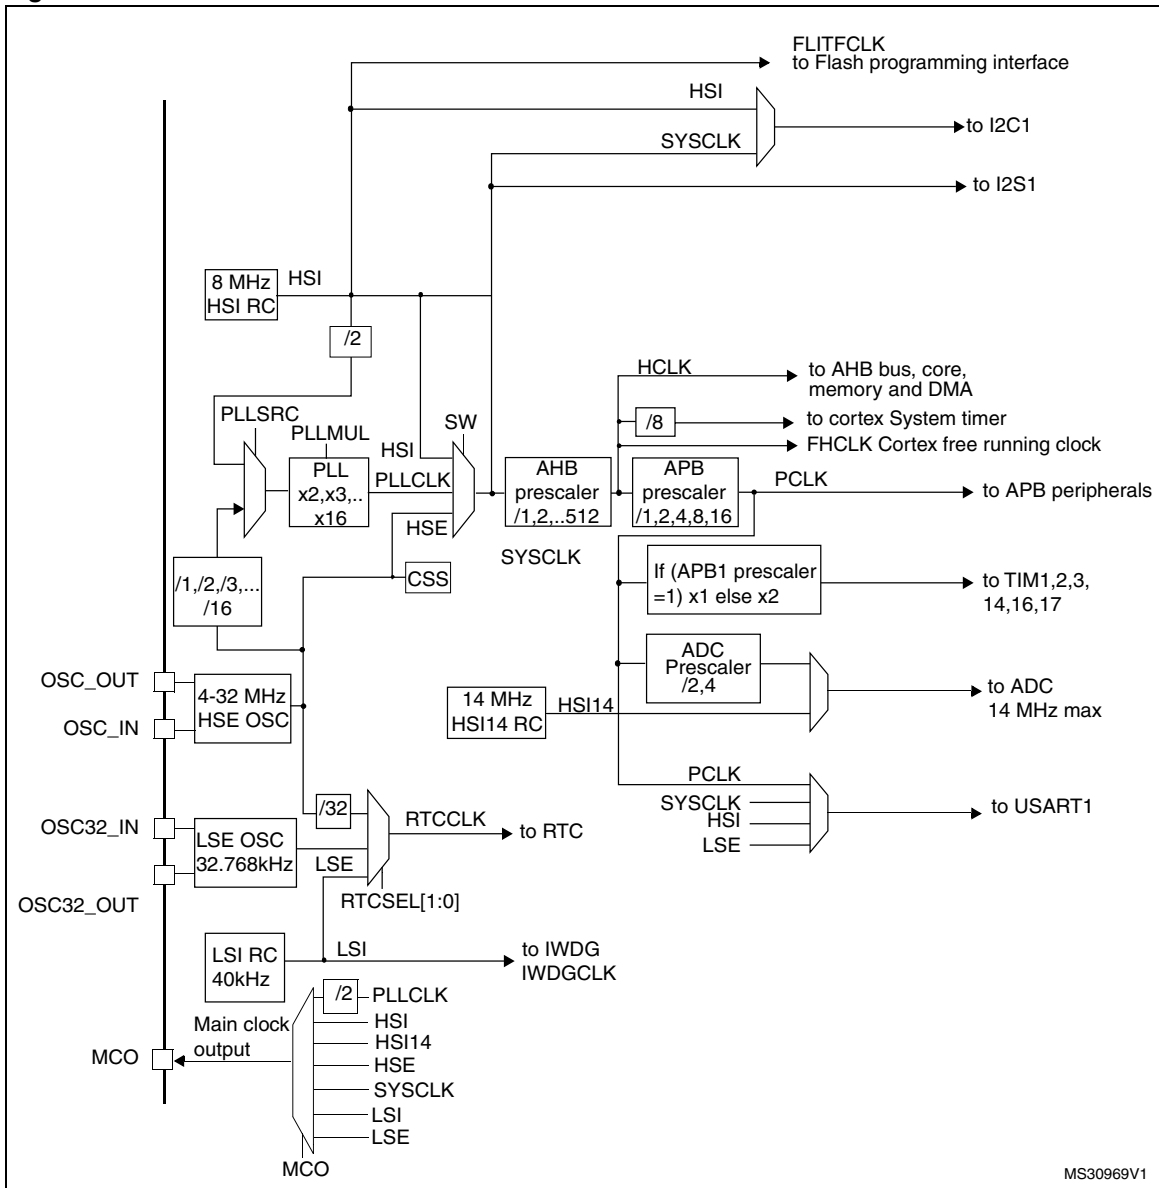 FLITFCLK
to Flash programming interface
HSI
to I2C1
SYSCLK
to I2S1
8 MHz
HSI RC
HSI
/2
HCLK
to AHB bus, core,
memory and DMA
/8
to cortex System timer
FHCLK Cortex free running clock
PLLSRC
PLLMUL
SW
HSI
PLL
x2,x3,..
x16
PLLCLK
HSE
AHB
prescaler
/1,2,..512
APB
prescaler
/1,2,4,8,16
PCLK
to APB peripherals
SYSCLK
CSS
/1,/2,/3,...
/16
If (APB1 prescaler
=1) x1 else x2
to TIM1,2,3,
14,16,17
OSC_OUT
OSC_IN
4-32 MHz
HSE OSC
14 MHz
HSI14 RC
HSI14
ADC
Prescaler
/2,4
to ADC
14 MHz max
PCLK
SYSCLK
HSI
LSE
to USART1
/32
OSC32_IN
OSC32_OUT
LSE OSC
32.768kHz
LSE
RTCCLK
to RTC
RTCSEL[1:0]
LSI RC
40kHz
LSI
to IWDG
IWDGCLK
/2
PLLCLK
HSI
HSI14
HSE
SYSCLK
LSI
LSE
Main clock
output
MCO
MCO
MS30969V1